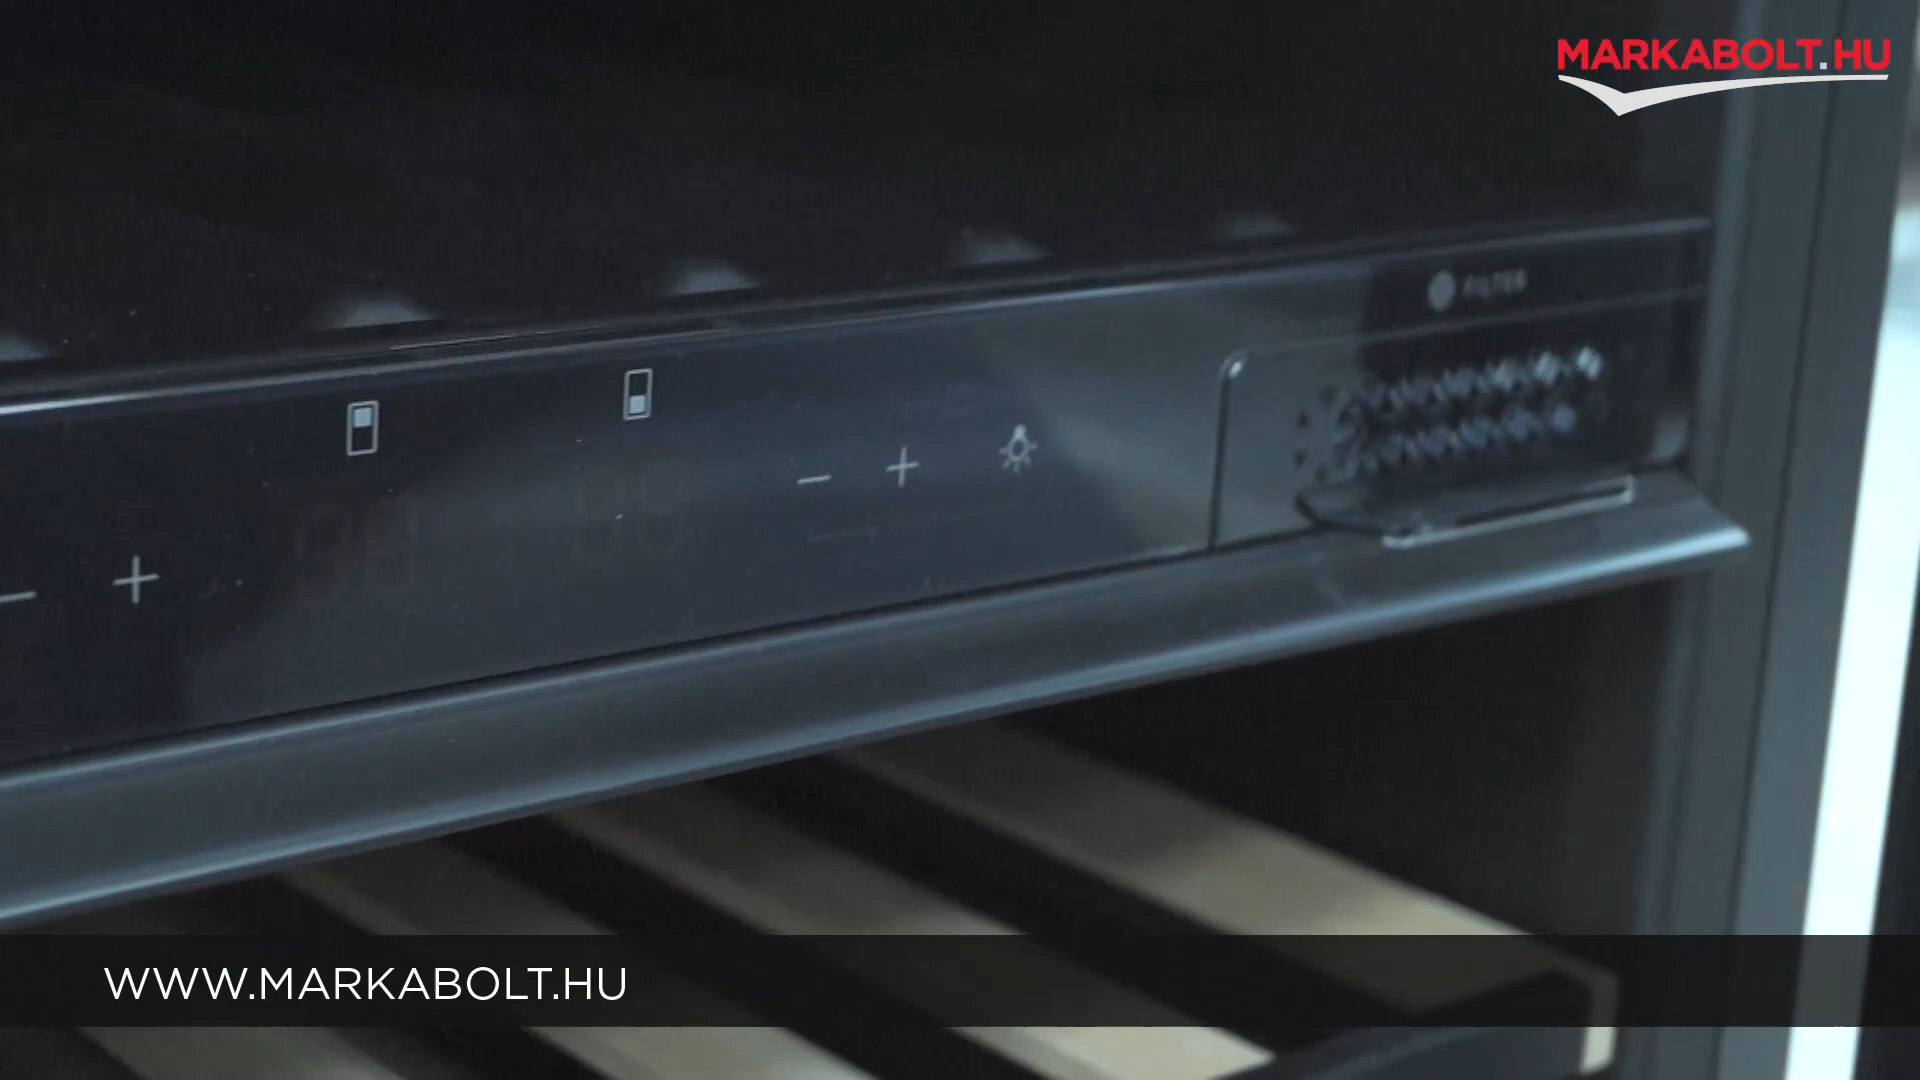 MARKABOLT.HU
FILTER
− + − +
WWW.MARKABOLT.HU